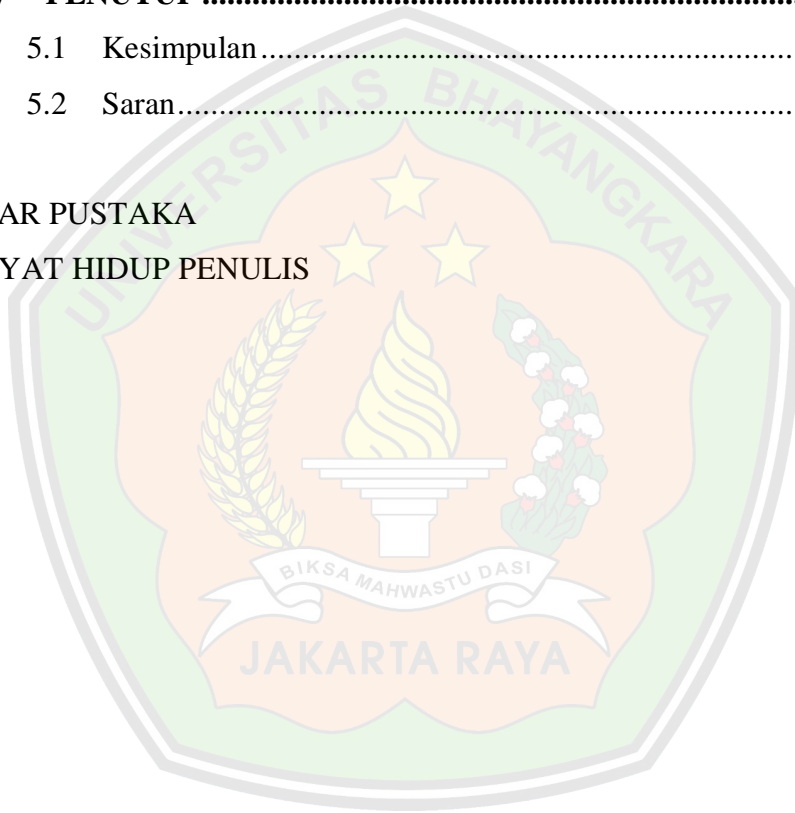 PENUTUP ........................................................................
5.1 Kesimpulan ................................................................
5.2 Saran..........................................................................
AR PUSTAKA
YAT HIDUP PENULIS
UNIVERSITAS BHAYANGKARA
BIKSA MAHWASTU DASI
JAKARTA RAYA